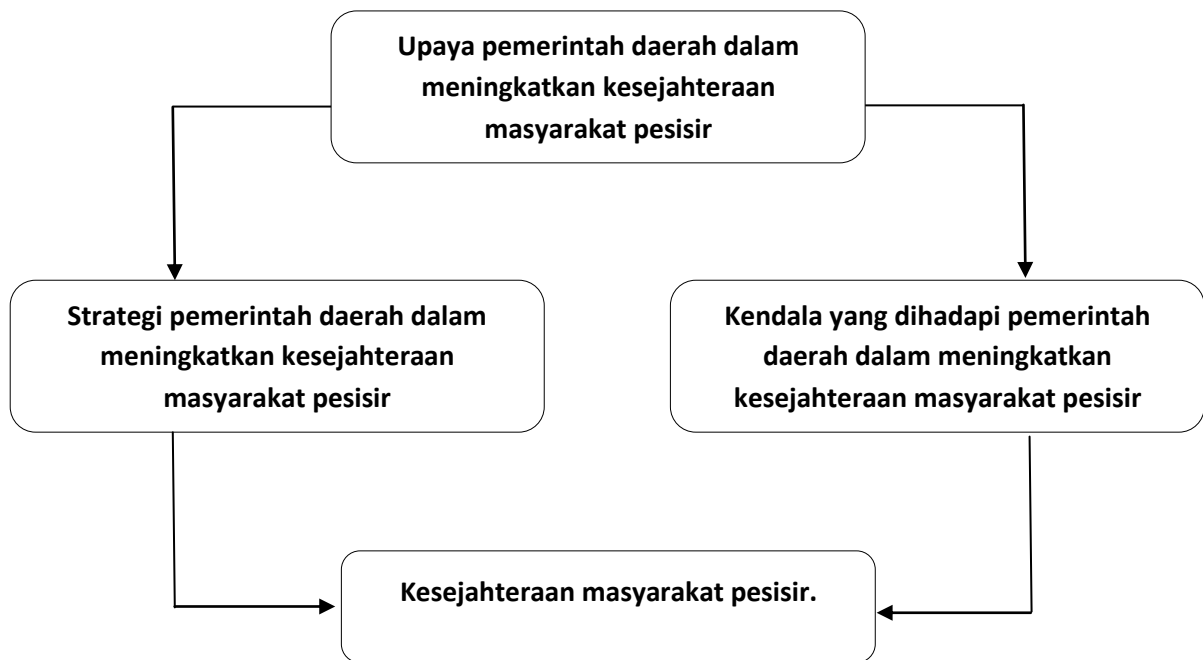 Upaya pemerintah daerah dalam
meningkatkan kesejahteraan
masyarakat pesisir
Strategi pemerintah daerah dalam
meningkatkan kesejahteraan
masyarakat pesisir
Kendala yang dihadapi pemerintah
daerah dalam meningkatkan
kesejahteraan masyarakat pesisir
Kesejahteraan masyarakat pesisir.